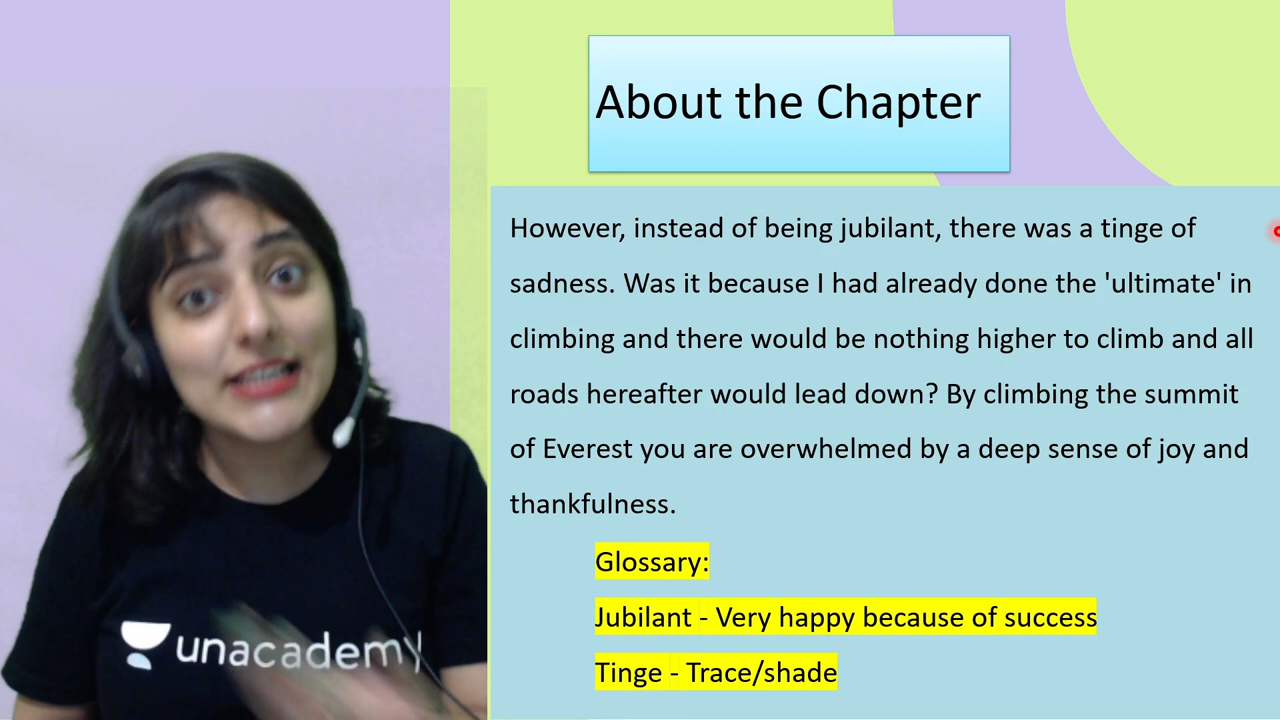 About the Chapter
However, instead of being jubilant, there was a tinge of
sadness. Was it because I had already done the 'ultimate' in
climbing and there would be nothing higher to climb and all
roads hereafter would lead down? By climbing the summit
of Everest you are overwhelmed by a deep sense of joy and
thankfulness.
Glossary:
Jubilant - Very happy because of success
Tinge - Trace/shade
unacademy